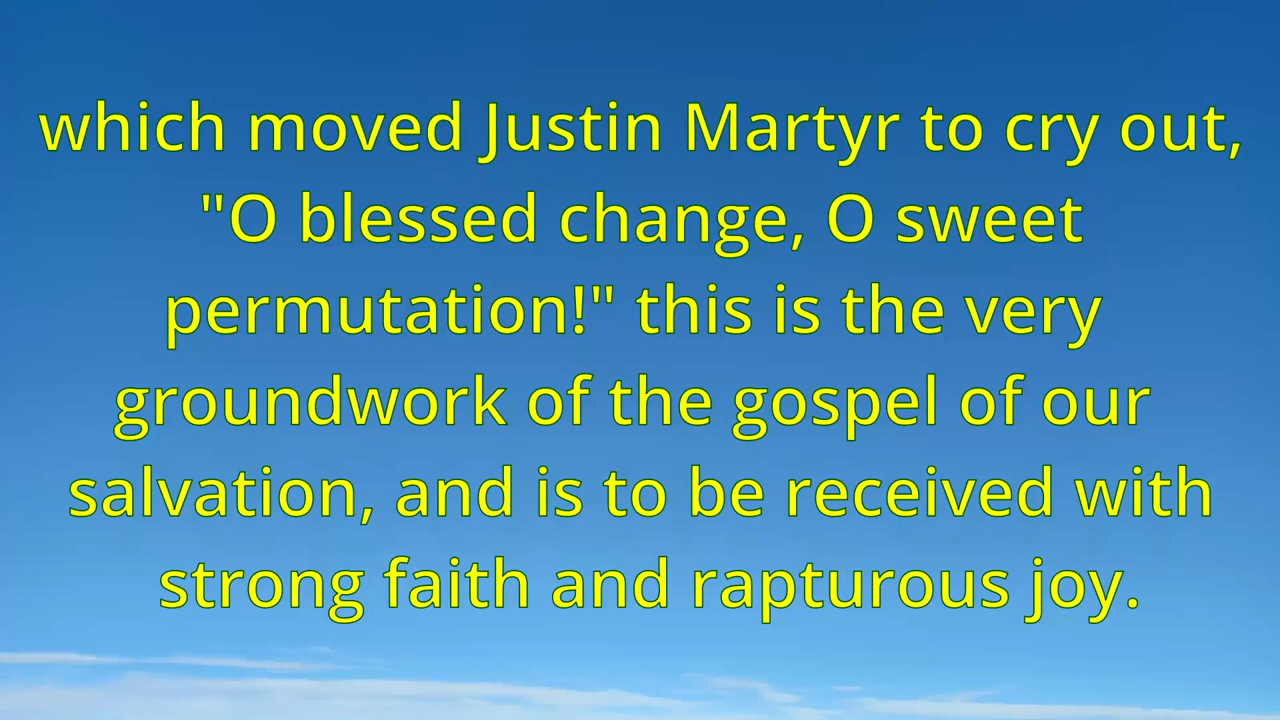 which moved Justin Martyr to cry out,
"O blessed change, O sweet
permutation!" this is the very
groundwork of the gospel of our
salvation, and is to be received with
strong faith and rapturous joy.